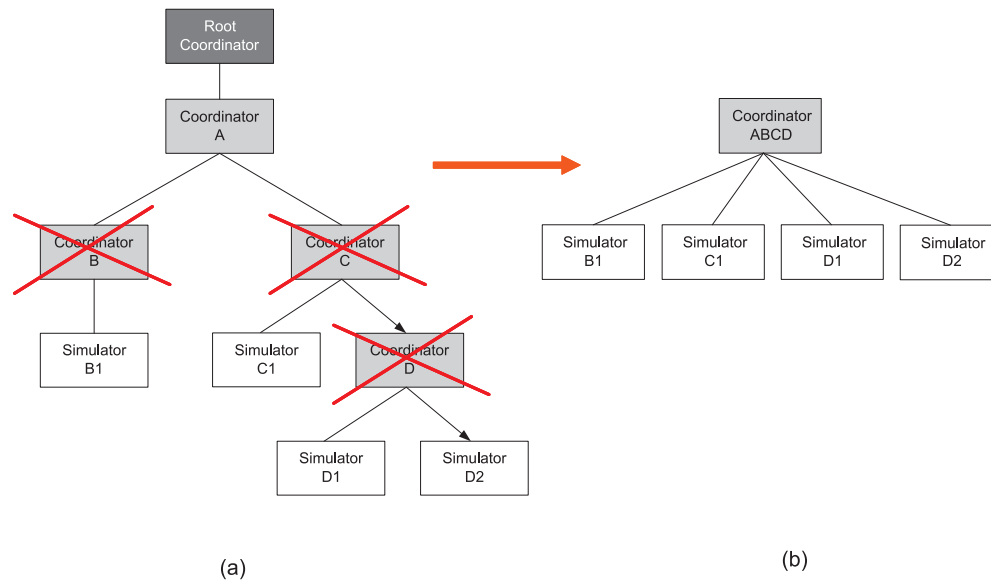 Root
Coordinator
Coordinator
A
Coordinator
B
Coordinator
C
Simulator
B1
Simulator
C1
Coordinator
D
Simulator
D1
Simulator
D2
(a)
Coordinator
ABCD
Simulator
B1
Simulator
C1
Simulator
D1
Simulator
D2
(b)